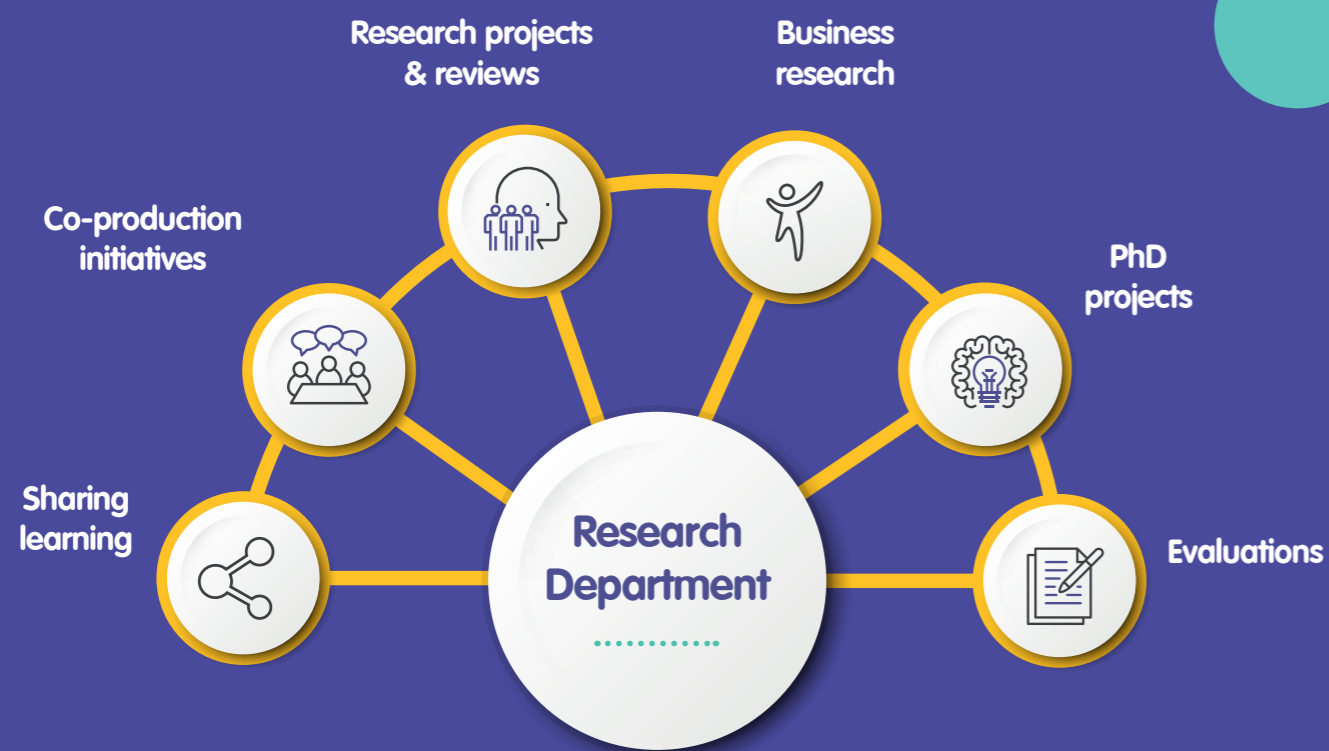 Research projects
& reviews
Business
research
Co-production
initiatives
PhD
projects
Sharing
learning
Research
Department
Evaluations